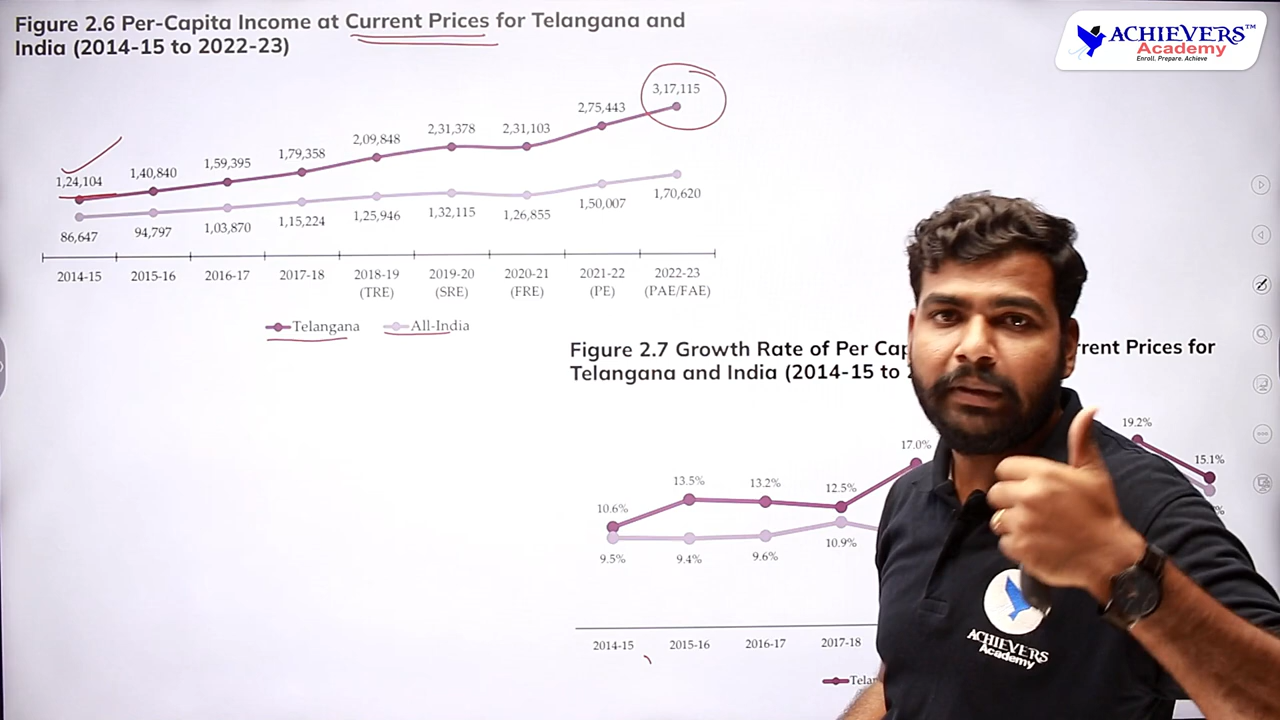 Figure 2.6 Per-Capita Income at Current Prices for Telangana and
India (2014-15 to 2022-23)
ACHIEVERS™
Academy
Enroll. Prepare. Achieve
3,17,115
2,75,443
2,31,378
2,31,103
2,09,848
1,79,358
1,59,395
1,40,840
1,24,104
86,647
94,797
1,03,870
1,15,224
1,25,946
1,32,115
1,26,855
1,50,007
1,70,620
2014-15 2015-16 2016-17 2017-18 2018-19 2019-20 2020-21 2021-22 2022-23
(TRE) (SRE) (FRE) (PE) (PAE/FAE)
Telangana All-India
Figure 2.7 Growth Rate of Per Prices for
Telangana and India (2014-15 to
19.2%
17.0%
15.1%
13.5%
13.2%
12.5%
10.6%
9.5%
9.4%
9.6%
10.9%
2014-15 2015-16 2016-17 2017-18
ACHIEVERS
Academy